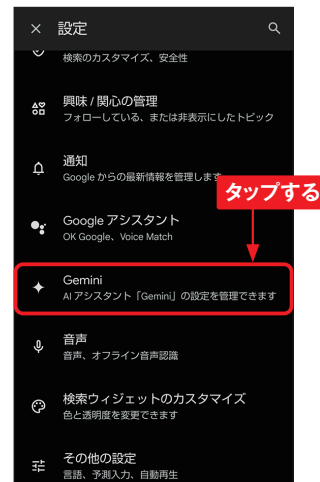 × 設定
検索のカスタマイズ、安全性
興味 / 関心の管理
フォローしている、または非表示にしたトピック
通知
Google からの最新情報を管理します
タップする
Google アシスタント
OK Google、Voice Match
Gemini
AI アシスタント「Gemini」の設定を管理できます
音声
音声、オフライン音声認識
検索ウィジェットのカスタマイズ
色と透明度を変更できます
その他の設定
言語、予測入力、自動再生